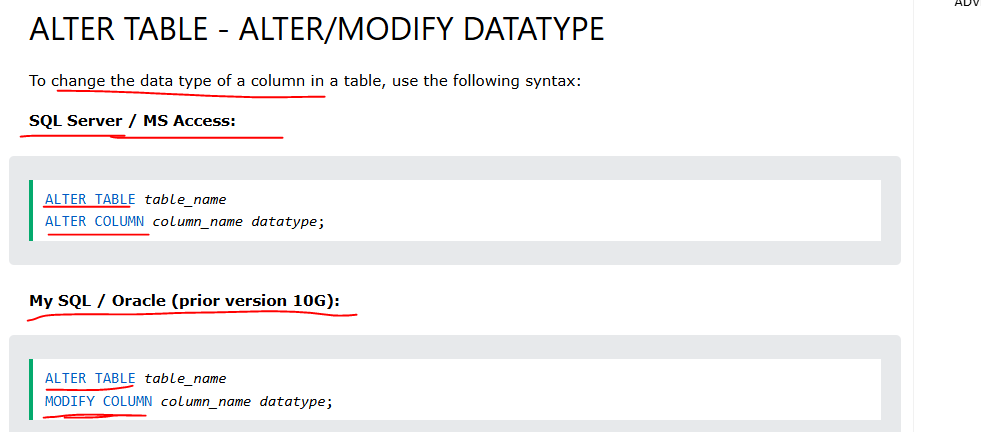 ADV
ALTER TABLE - ALTER/MODIFY DATATYPE
To change the data type of a column in a table, use the following syntax:
SQL Server / MS Access:
ALTER TABLE table_name
ALTER COLUMN column_name datatype;
My SQL / Oracle (prior version 10G):
ALTER TABLE table_name
MODIFY COLUMN column_name datatype;